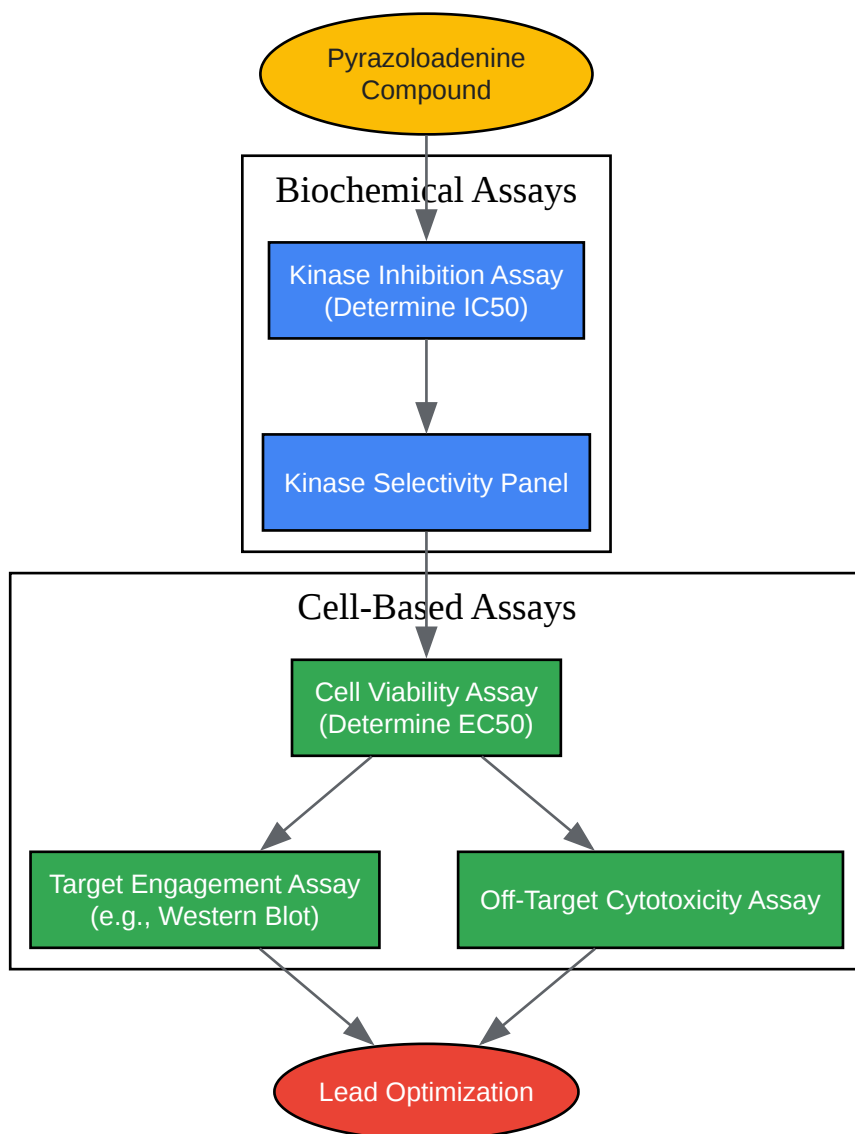 Pyrazoloadenine
Compound
Biochemical Assays
Kinase Inhibition Assay
(Determine IC50)
Kinase Selectivity Panel
Cell-Based Assays
Cell Viability Assay
(Determine EC50)
Target Engagement Assay
(e.g., Western Blot)
Off-Target Cytotoxicity Assay
Lead Optimization